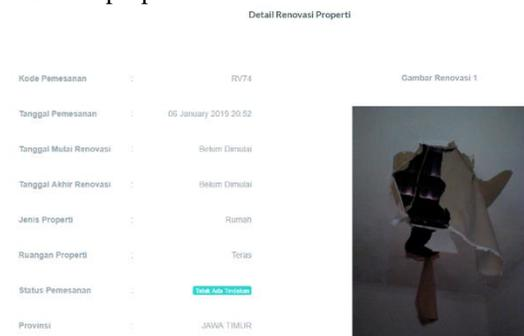 Detail Renovasi Properti
Kode Pemesanan : RV74
Gambar Renovasi 1
Tanggal Pemesanan : 06 January 2019 20:52
Tanggal Mulai Renovasi : Belum Dimulai
Tanggal Akhir Renovasi : Belum Dimulai
Jenis Properti : Rumah
Ruangan Properti : Teras
Status Pemesanan : Tidak Ada Tindakan
Provinsi : JAWA TIMUR